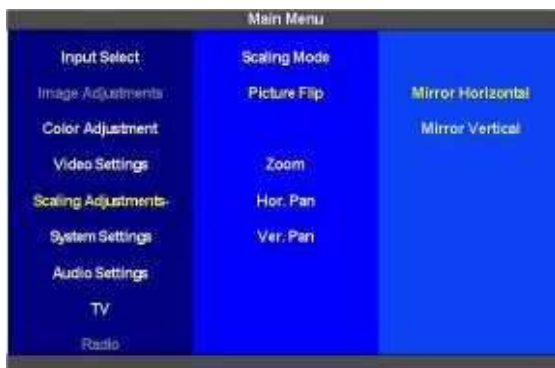 Main Menu
Input Select
Image Adjustments
Color Adjustment
Video Settings
Scaling Adjustments-
System Settings
Audio Settings
TV
Radio
Scaling Mode
Picture Flip
Zoom
Hor. Pan
Ver. Pan
Mirror Horizontal
Mirror Vertical